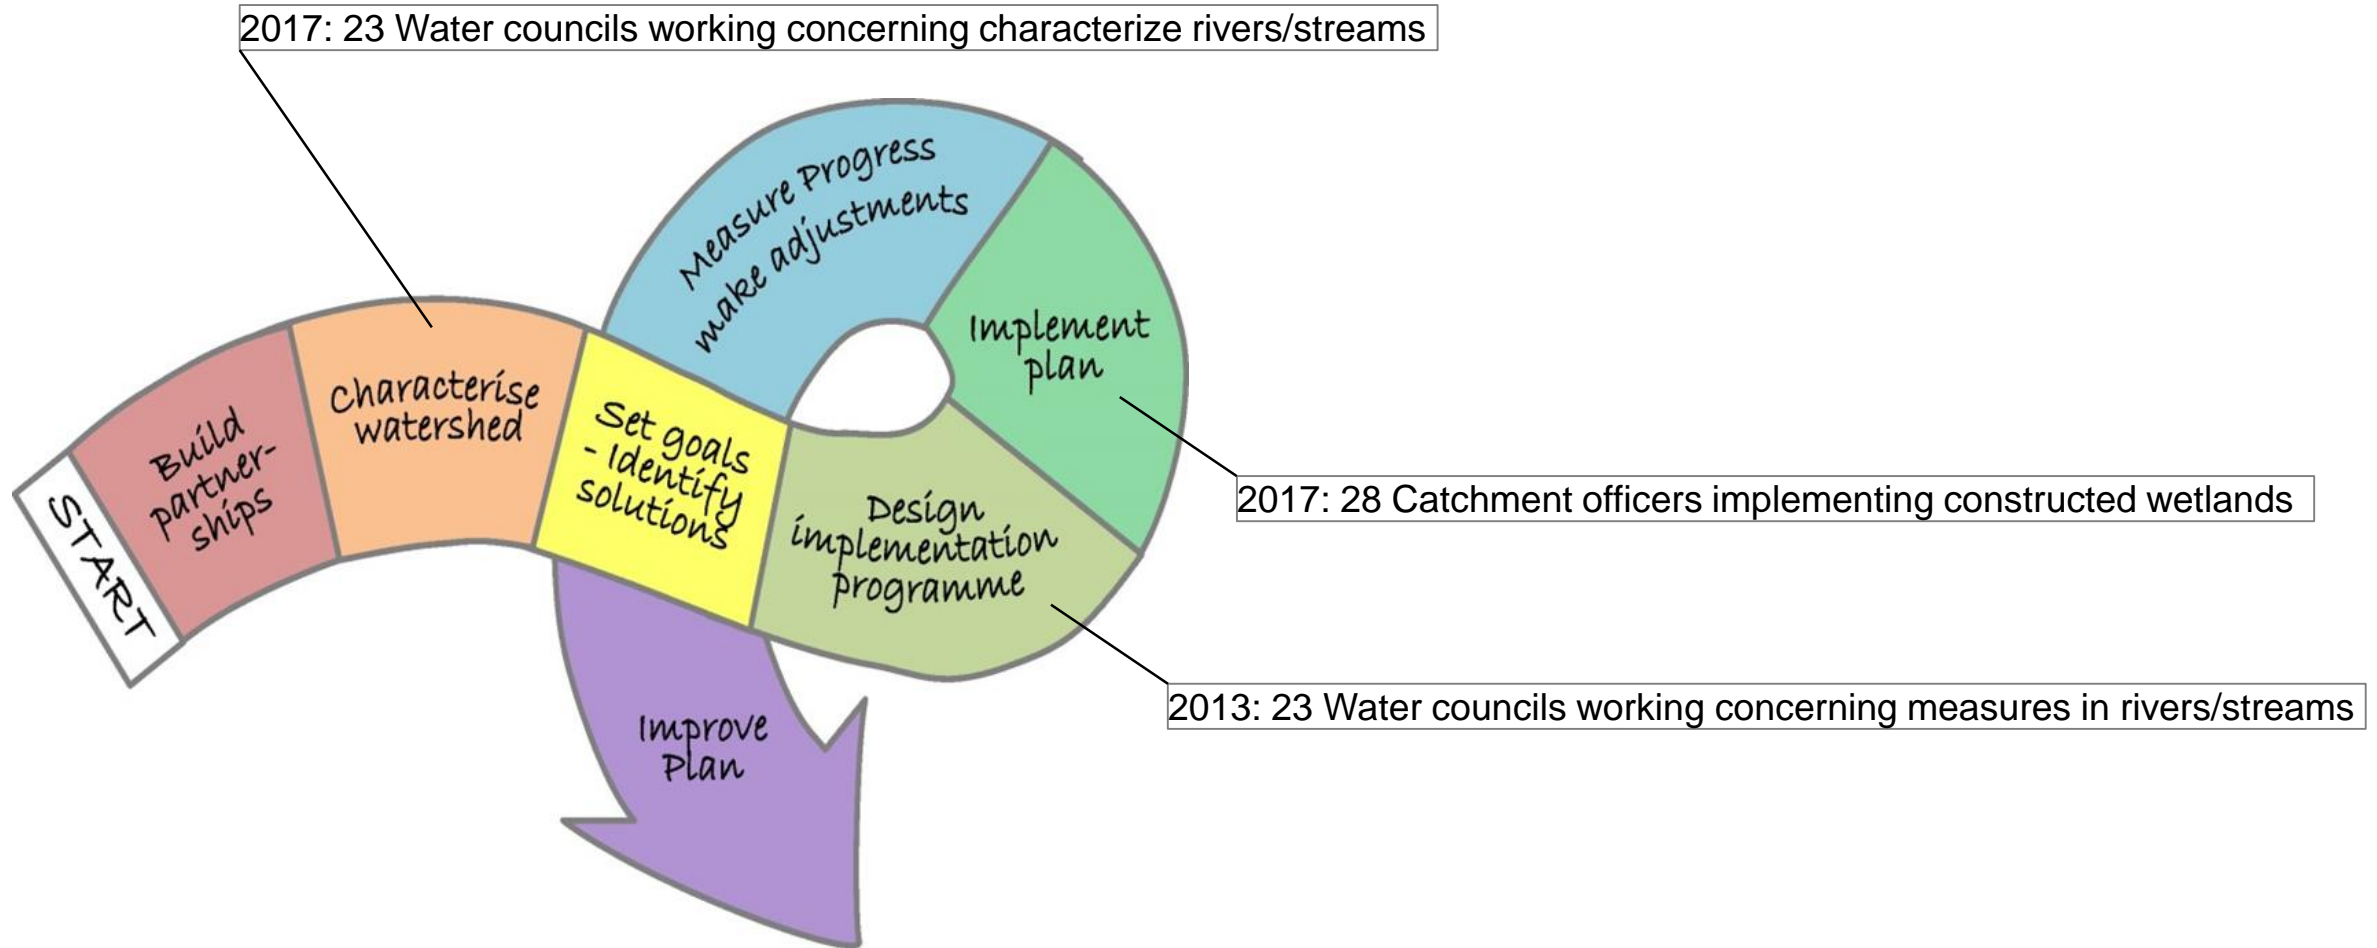 2017: 23 Water councils working concerning characterize rivers/streams
START
Build
partner-
ships
Characterise
watershed
Set goals
- Identify
solutions
Measure Progress
make adjustments
Implement
plan
Design
implementation
programme
Improve
Plan
2017: 28 Catchment officers implementing constructed wetlands
2013: 23 Water councils working concerning measures in rivers/streams